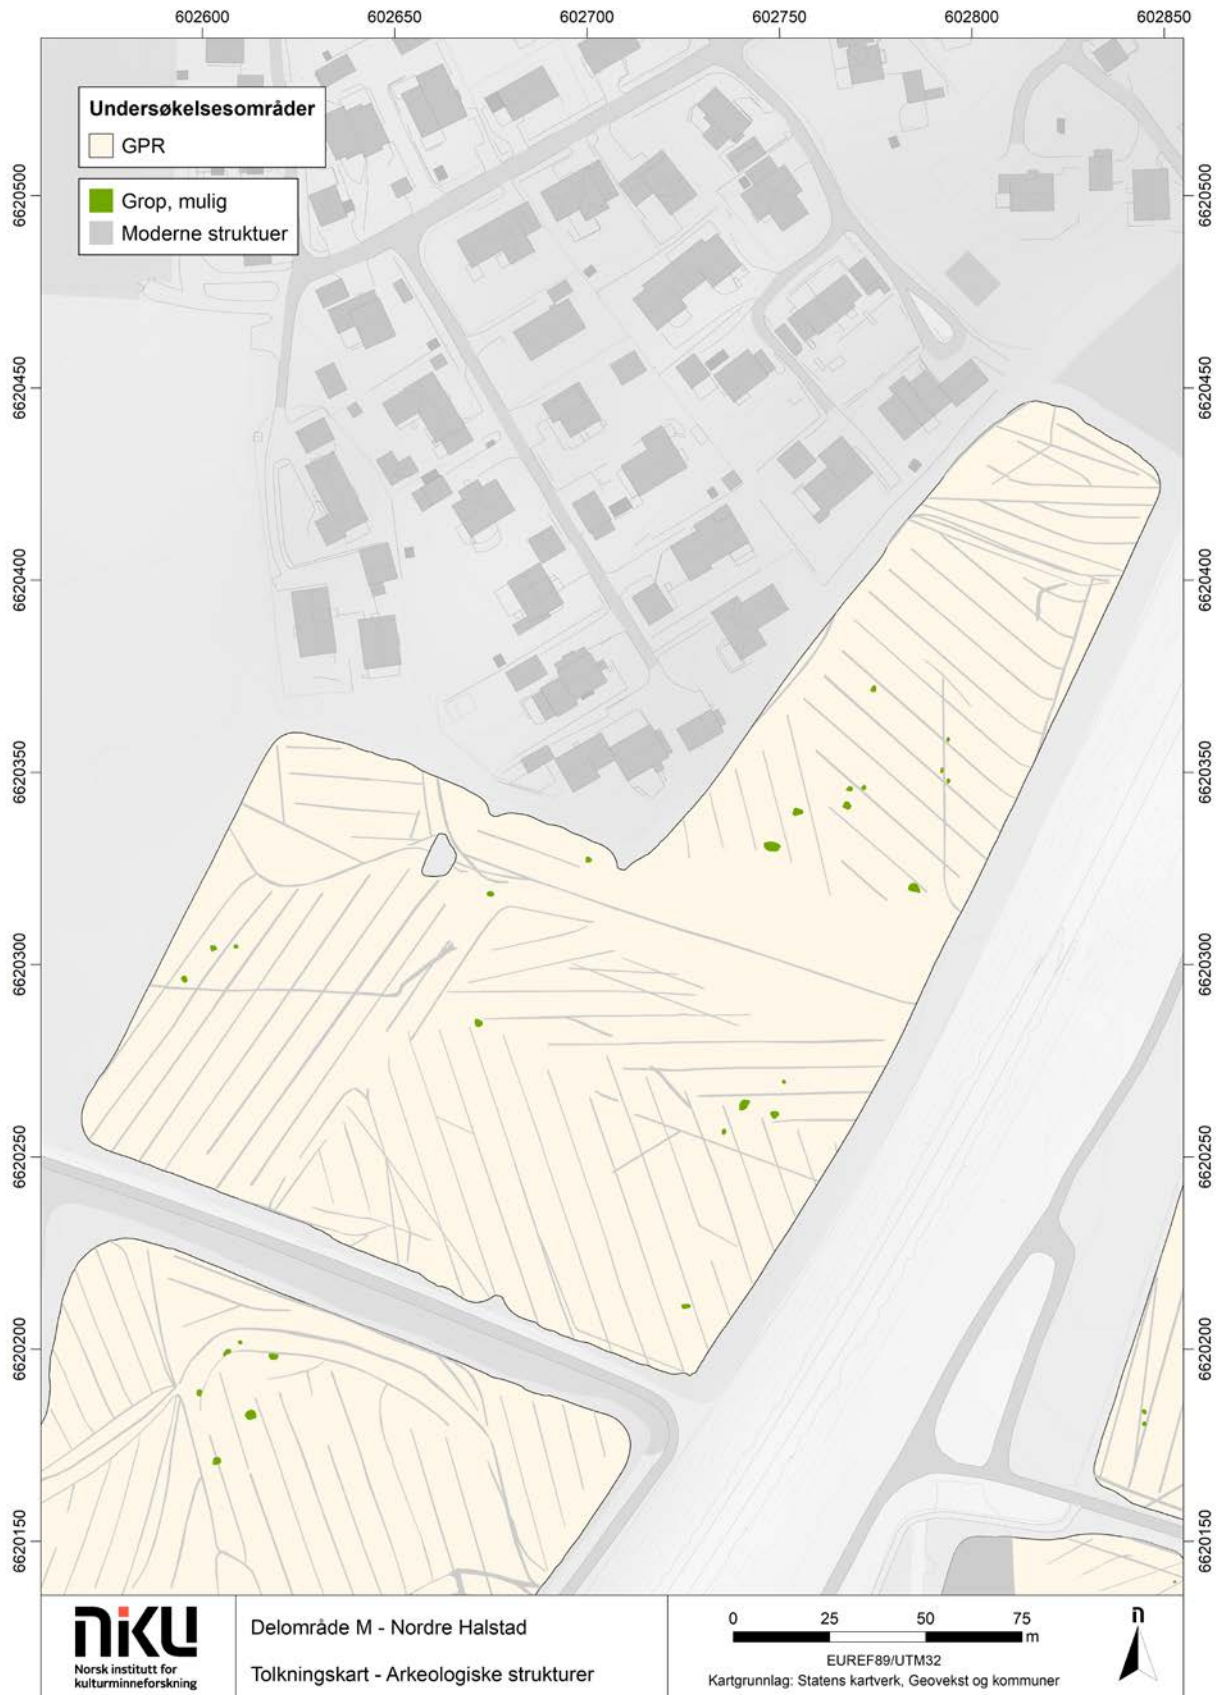 602600 602650 602700 602750 602800 602850
Undersøkelsesområder
GPR
Grop, mulig
Moderne struktuer
6620500 6620500
6620450 6620450
6620400 6620400
6620350 6620350
6620300 6620300
6620250 6620250
6620200 6620200
6620150 6620150
niku
Norsk institutt for
kulturminneforskning
Delområde M - Nordre Halstad
Tolkningskart - Arkeologiske strukturer
0 25 50 75
m
EUREF89/UTM32
Kartgrunnlag: Statens kartverk, Geovekst og kommuner
n